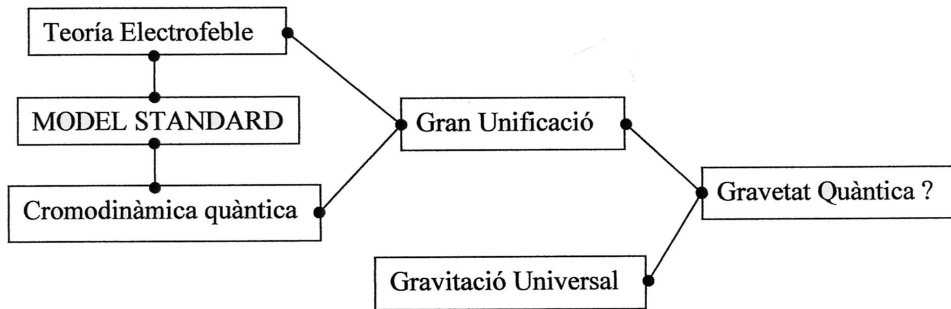 Teoría Electrofeble
MODEL STANDARD
Gran Unificació
Cromodinàmica quàntica
Gravetat Quàntica ?
Gravitació Universal